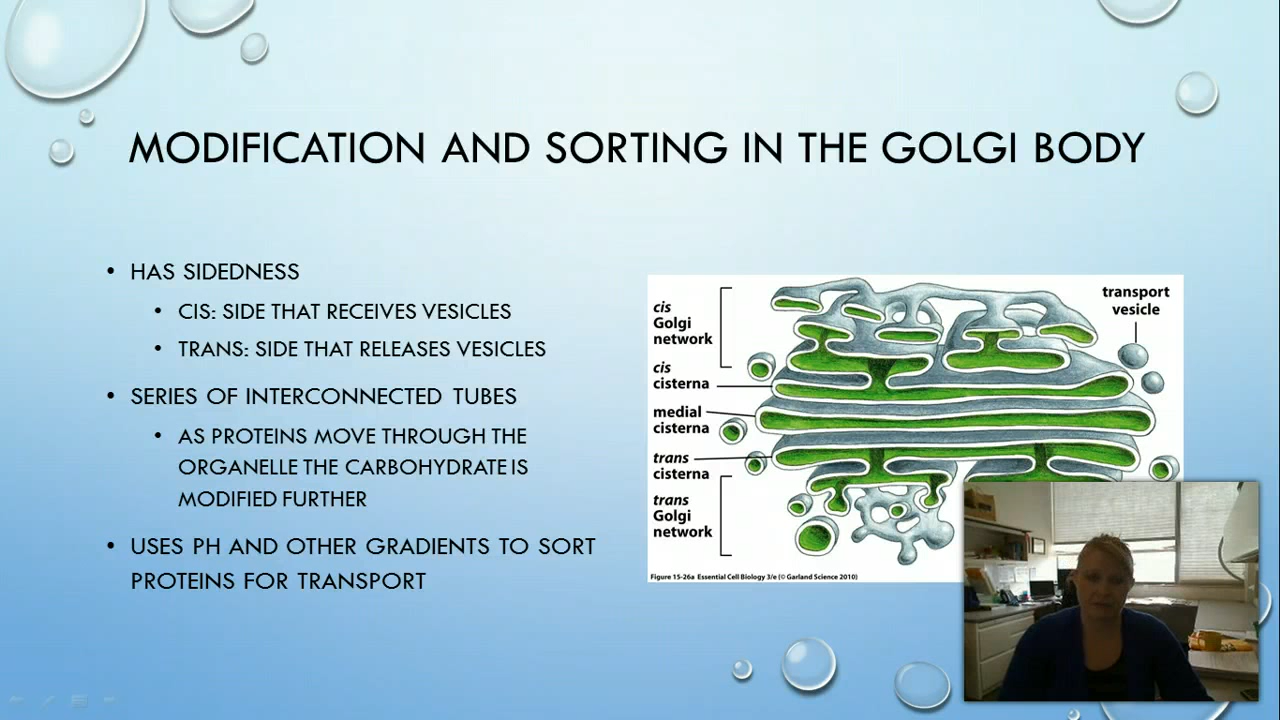 MODIFICATION AND SORTING IN THE GOLGI BODY
• HAS SIDEDNESS
• CIS: SIDE THAT RECEIVES VESICLES
• TRANS: SIDE THAT RELEASES VESICLES
• SERIES OF INTERCONNECTED TUBES
• AS PROTEINS MOVE THROUGH THE
ORGANELLE THE CARBOHYDRATE IS
MODIFIED FURTHER
• USES PH AND OTHER GRADIENTS TO SORT
PROTEINS FOR TRANSPORT
cis
Golgi
network
cis
cisterna
medial
cisterna
trans
cisterna
trans
Golgi
network
transport
vesicle
Figure 15-26a Essential Cell Biology 3/e (© Garland Science 2010)